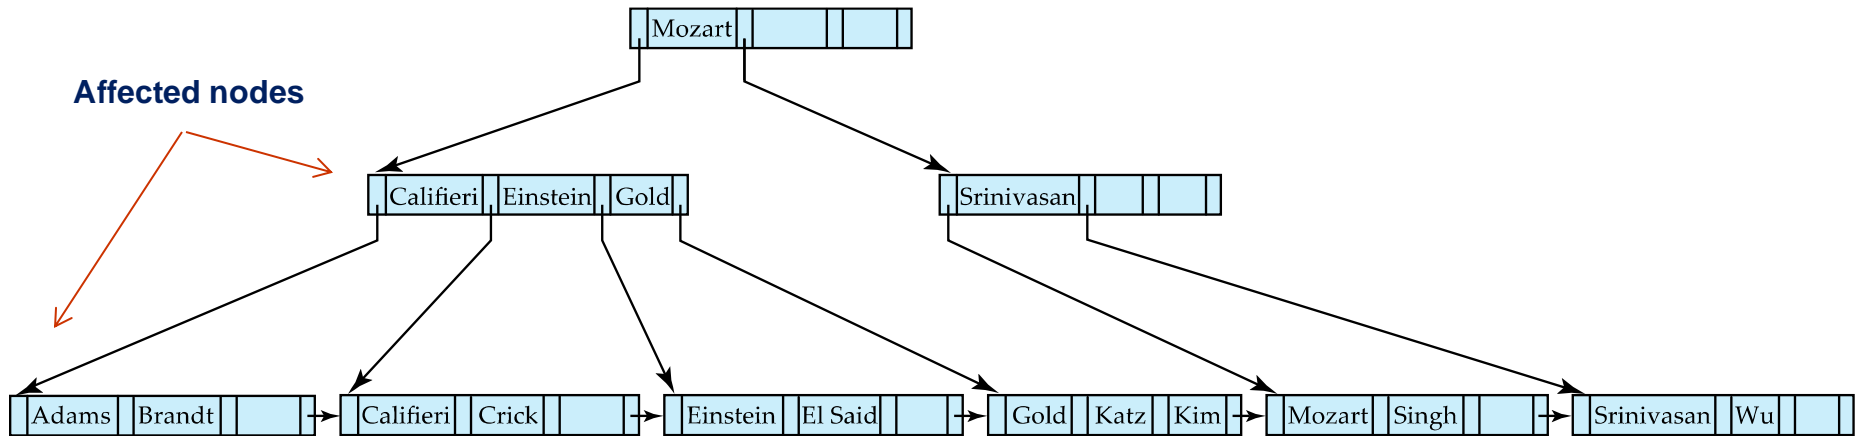 Mozart
Affected nodes
Califieri Einstein Gold
Srinivasan
Adams Brandt
Califieri Crick
Einstein El Said
Gold Katz Kim
Mozart Singh
Srinivasan Wu